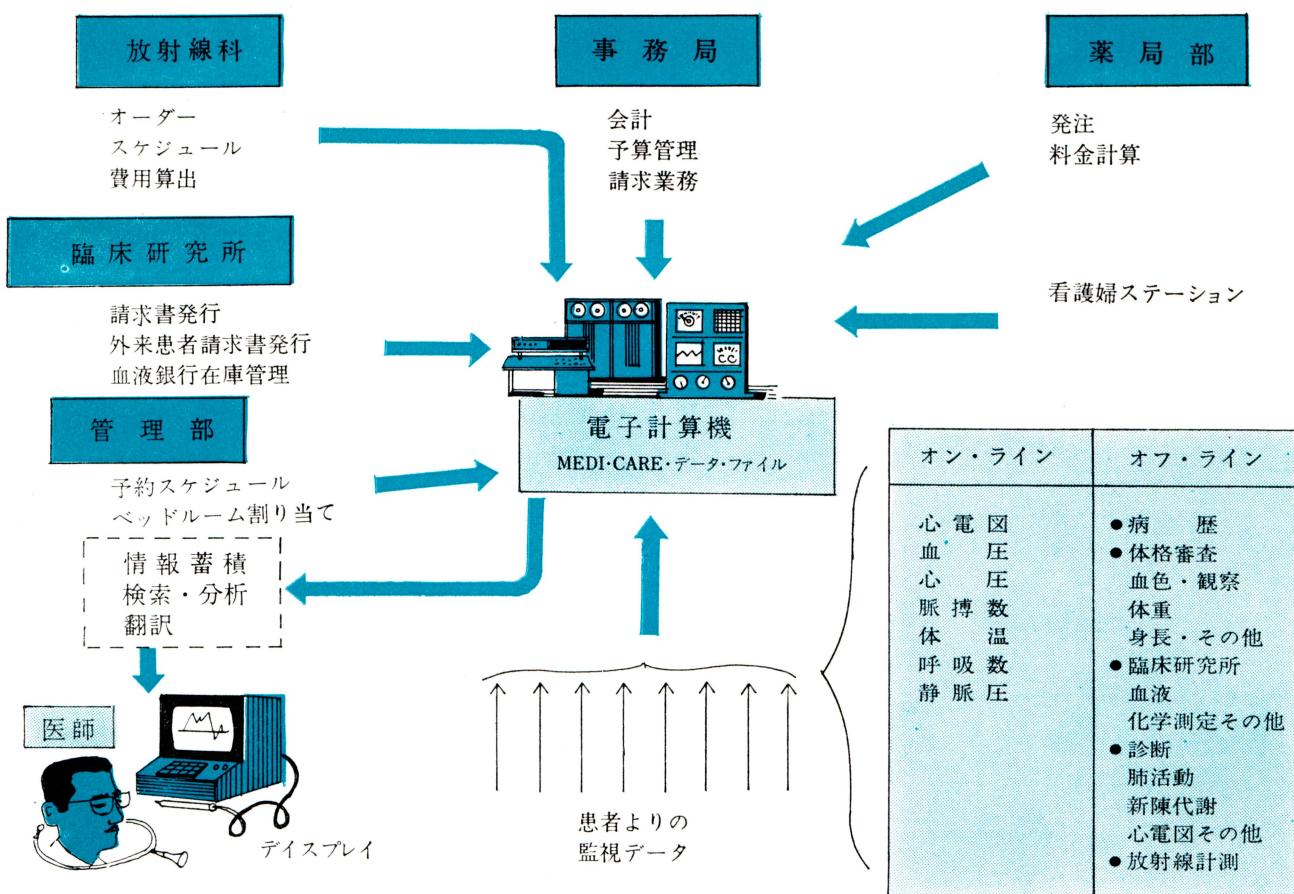 放射線科
オーダー
スケジュール
費用算出
事務局
会計
予算管理
請求業務
薬局部
発注
料金計算
臨床研究所
請求書発行
外来患者請求書発行
血液銀行在庫管理
看護婦ステーション
管理部
予約スケジュール
ベッドルーム割り当て
電子計算機
MEDI・CARE・データ・ファイル
情報蓄積
検索・分析
翻訳
医師
デイスプレイ
患者よりの
監視データ
オン・ライン
心電図
血圧
心圧
脈搏数
体温
呼吸数
静脈圧
オフ・ライン
●病歴
●体格審査
血色・観察
体重
身長・その他
●臨床研究所
血液
化学測定その他
●診断
肺活動
新陳代謝
心電図その他
●放射線計測